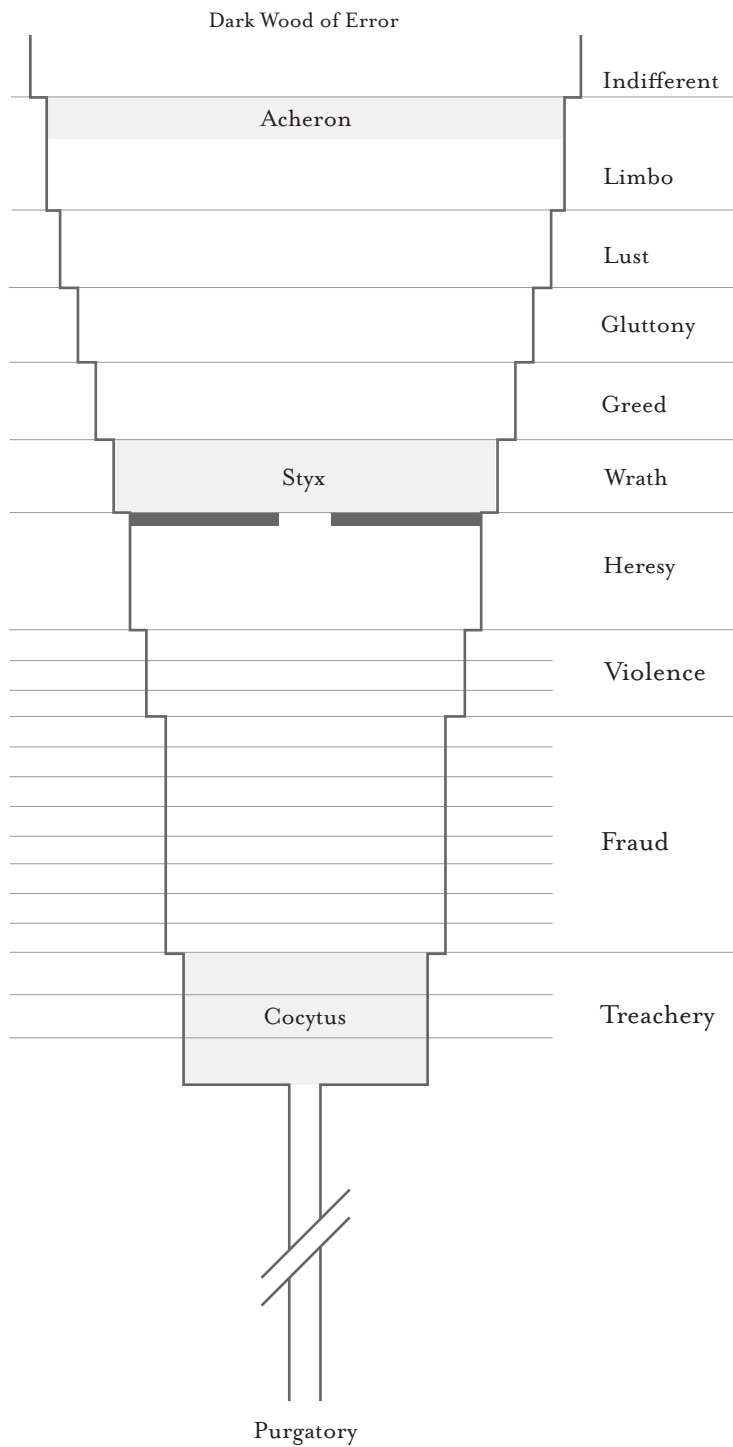 Dark Wood of Error
Indifferent
Acheron
Limbo
Lust
Gluttony
Greed
Styx
Wrath
Heresy
Violence
Fraud
Cocytus
Treachery
Purgatory